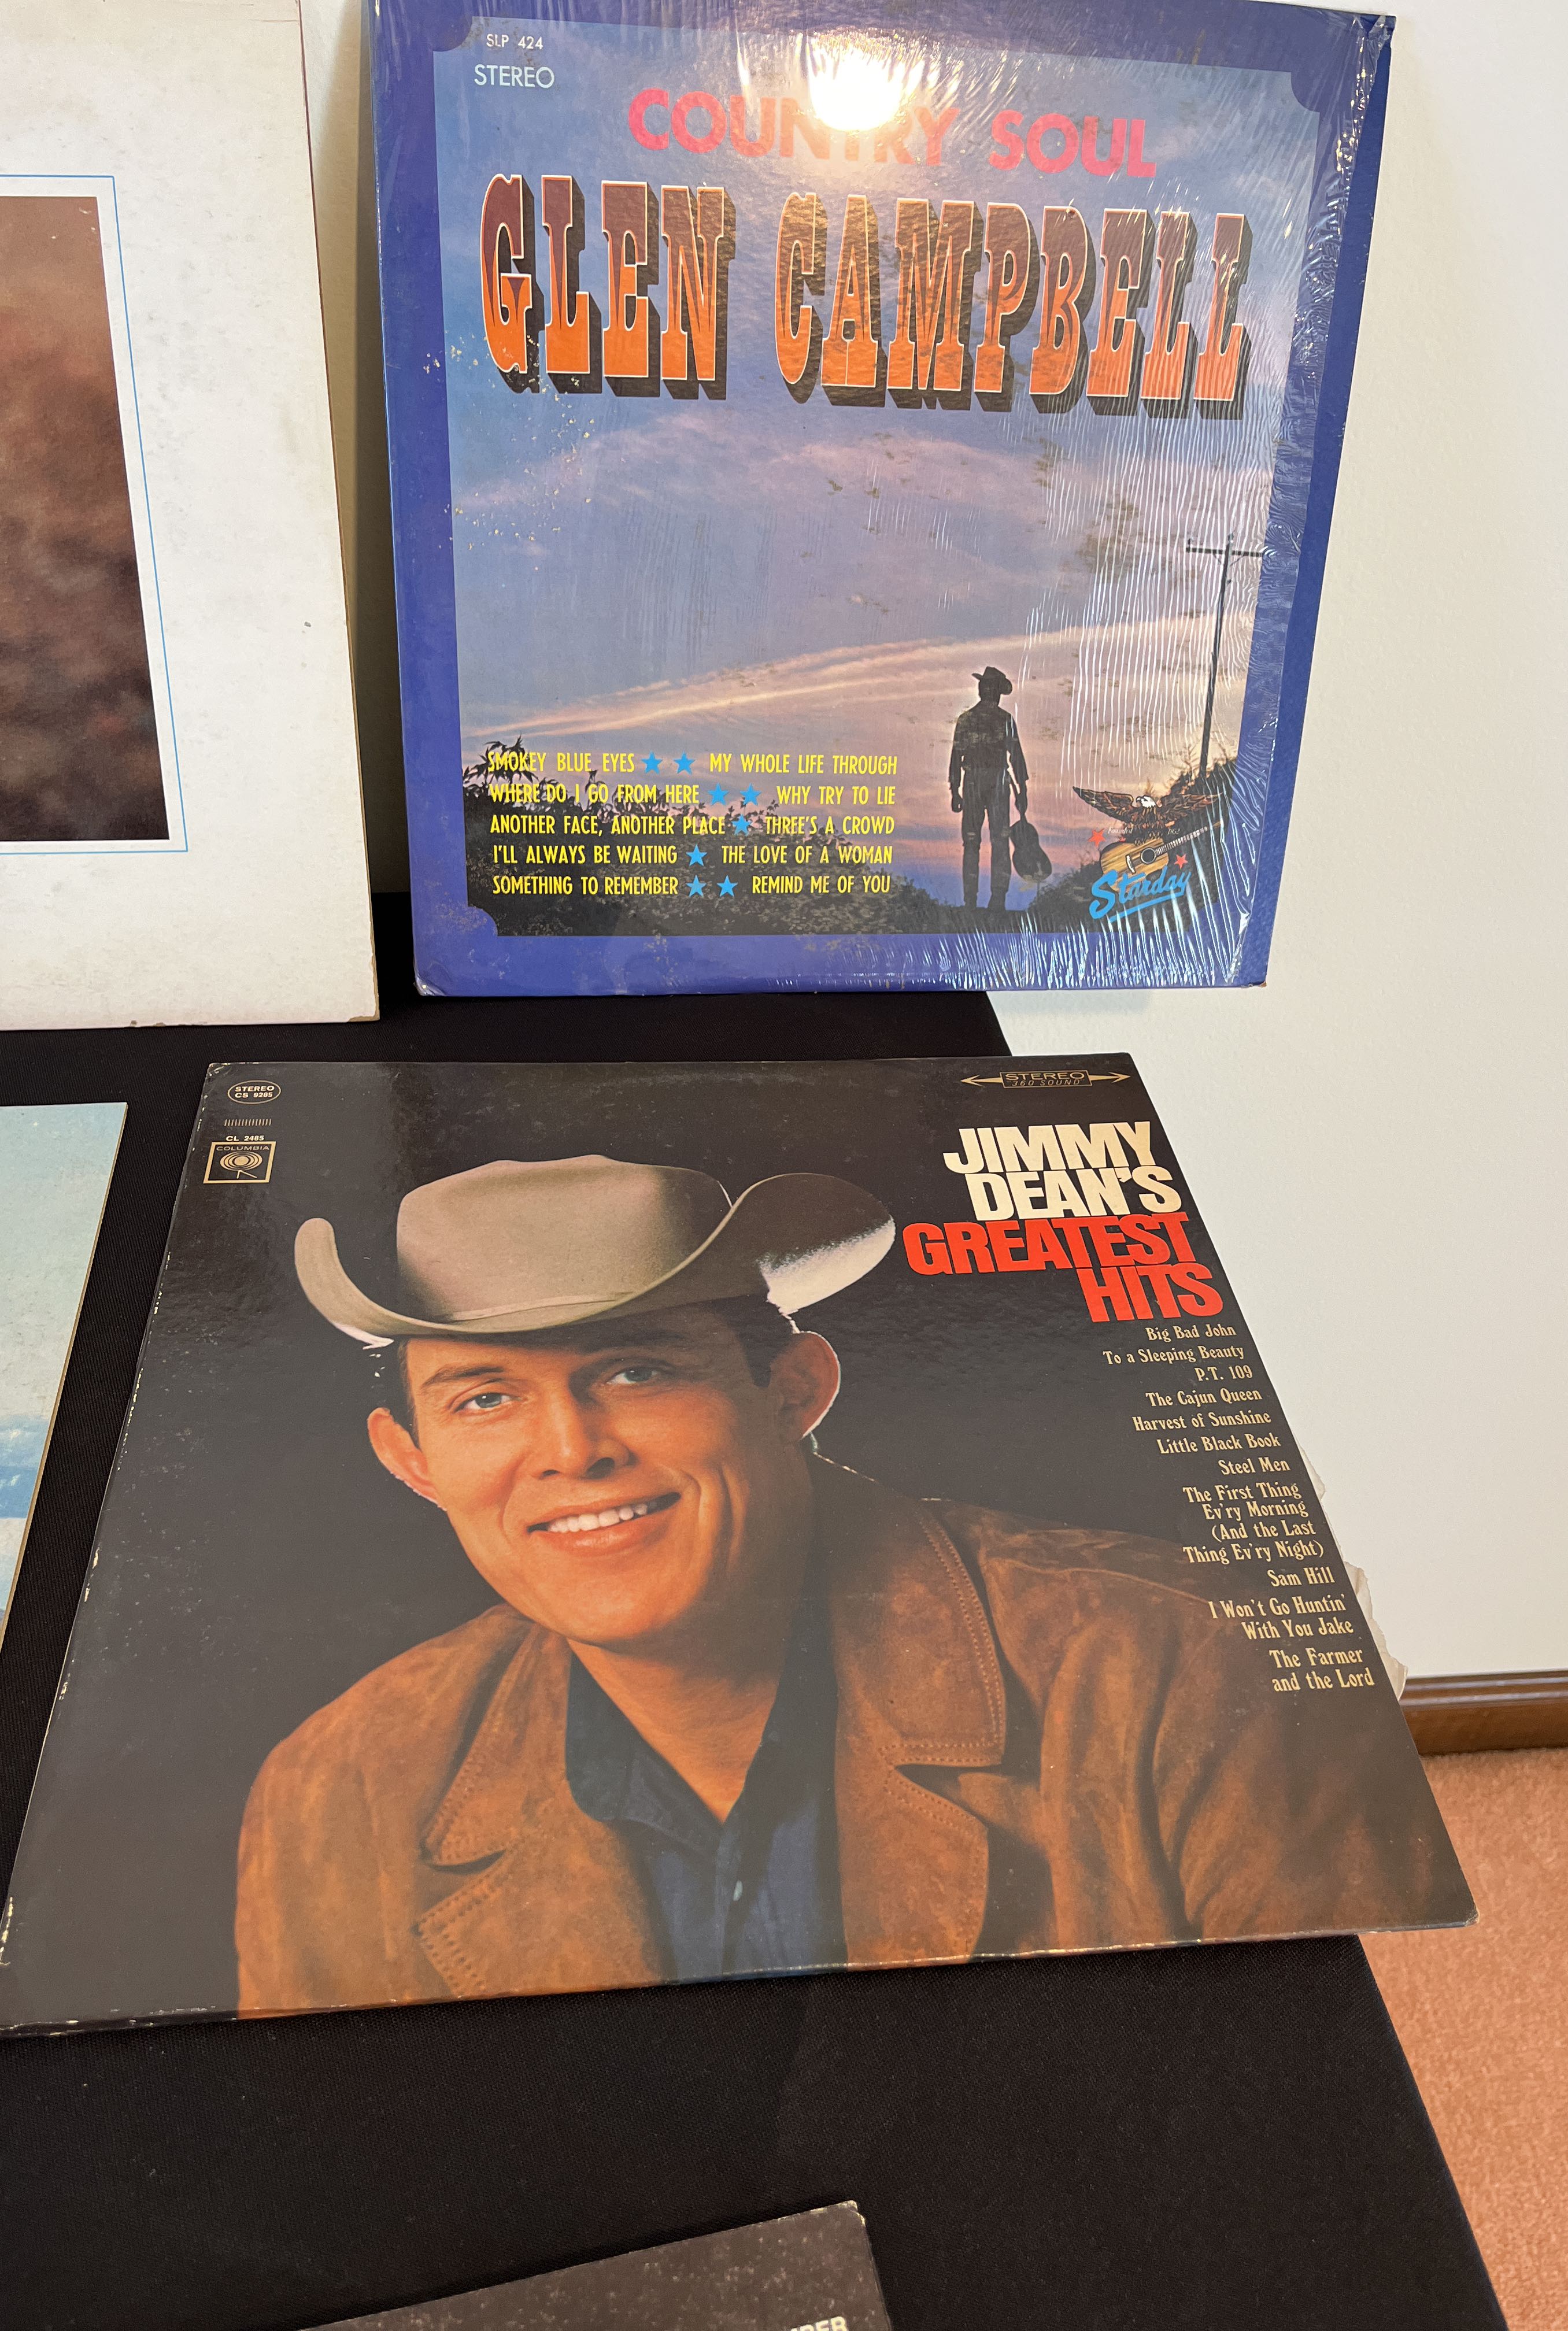 SLP 424
STEREO
COUNTRY SOUL
GLEN CAMPBELL
SMOKEY BLUE EYES ★ ★ MY WHOLE LIFE THROUGH
WHERE DO I GO FROM HERE ★ ★ WHY TRY TO LIE
ANOTHER FACE, ANOTHER PLACE ★ THREE'S A CROWD
I'LL ALWAYS BE WAITING ★ THE LOVE OF A WOMAN
SOMETHING TO REMEMBER ★ ★ REMIND ME OF YOU
Starday
STEREO
CS 9285
CL 2485
COLUMBIA
STEREO
360 SOUND
JIMMY
DEAN'S
GREATEST
HITS
Big Bad John
To a Sleeping Beauty
P.T. 109
The Cajun Queen
Harvest of Sunshine
Little Black Book
Steel Men
The First Thing
Ev'ry Morning
(And the Last
Thing Ev'ry Night)
Sam Hill
I Won't Go Huntin'
With You Jake
The Farmer
and the Lord